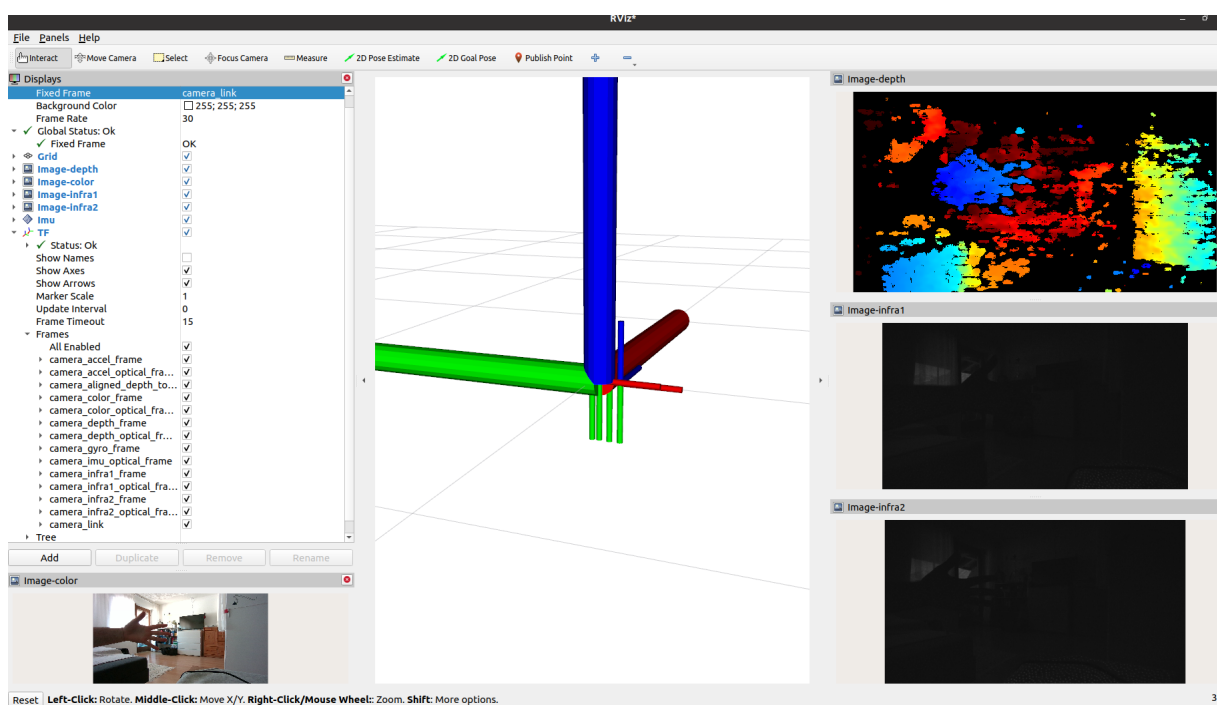 RViz*
File Panels Help
Interact Move Camera Select Focus Camera Measure 2D Pose Estimate 2D Goal Pose Publish Point
Displays
Fixed Frame camera_link
Background Color 255; 255; 255
Frame Rate 30
Global Status: Ok
Fixed Frame OK
Grid
Image-depth
Image-color
Image-infra1
Image-infra2
Imu
TF
Status: Ok
Show Names
Show Axes
Show Arrows
Marker Scale 1
Update Interval 0
Frame Timeout 15
Frames
All Enabled
camera_accel_frame
camera_accel_optical_fra...
camera_aligned_depth_to...
camera_color_frame
camera_color_optical_fra...
camera_depth_frame
camera_depth_optical_fr...
camera_gyro_frame
camera_imu_optical_frame
camera_infra1_frame
camera_infra1_optical_fra...
camera_infra2_frame
camera_infra2_optical_fra...
camera_link
Tree
Add Duplicate Remove Rename
Image-color
Image-depth
Image-infra1
Image-infra2
Reset Left-Click: Rotate. Middle-Click: Move X/Y. Right-Click/Mouse Wheel:: Zoom. Shift: More options. 3